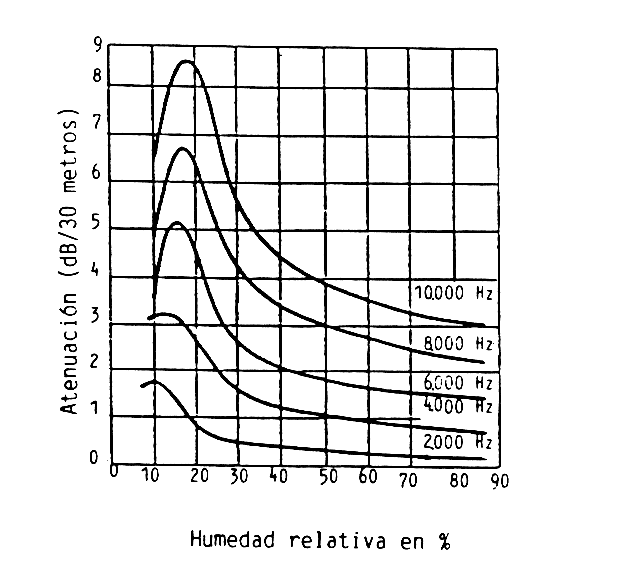 9
8
7
6
5
4
3
2
1
0
Atenuación (dB/30 metros)
10.000 Hz
8.000 Hz
6.000 Hz
4.000 Hz
2.000 Hz
0 10 20 30 40 50 60 70 80 90
Humedad relativa en %